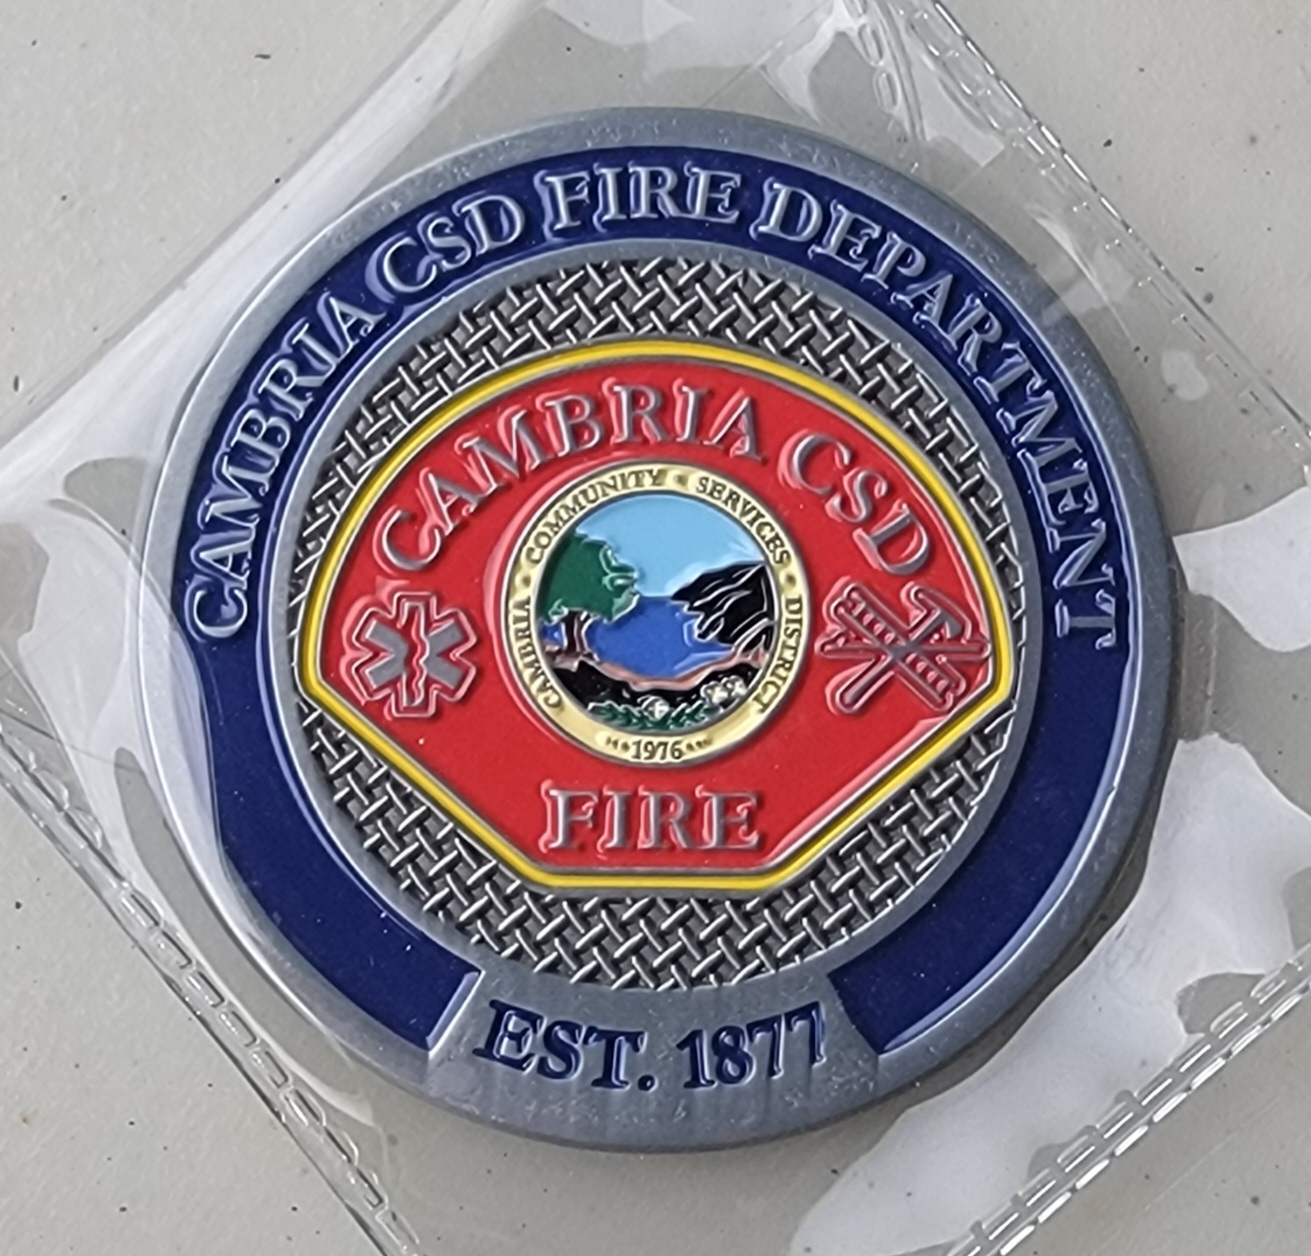 CAMBRIA CSD FIRE DEPARTMENT
CAMBRIA CSD
CAMBRIA • COMMUNITY • SERVICES • DISTRICT
1976
FIRE
EST. 1877